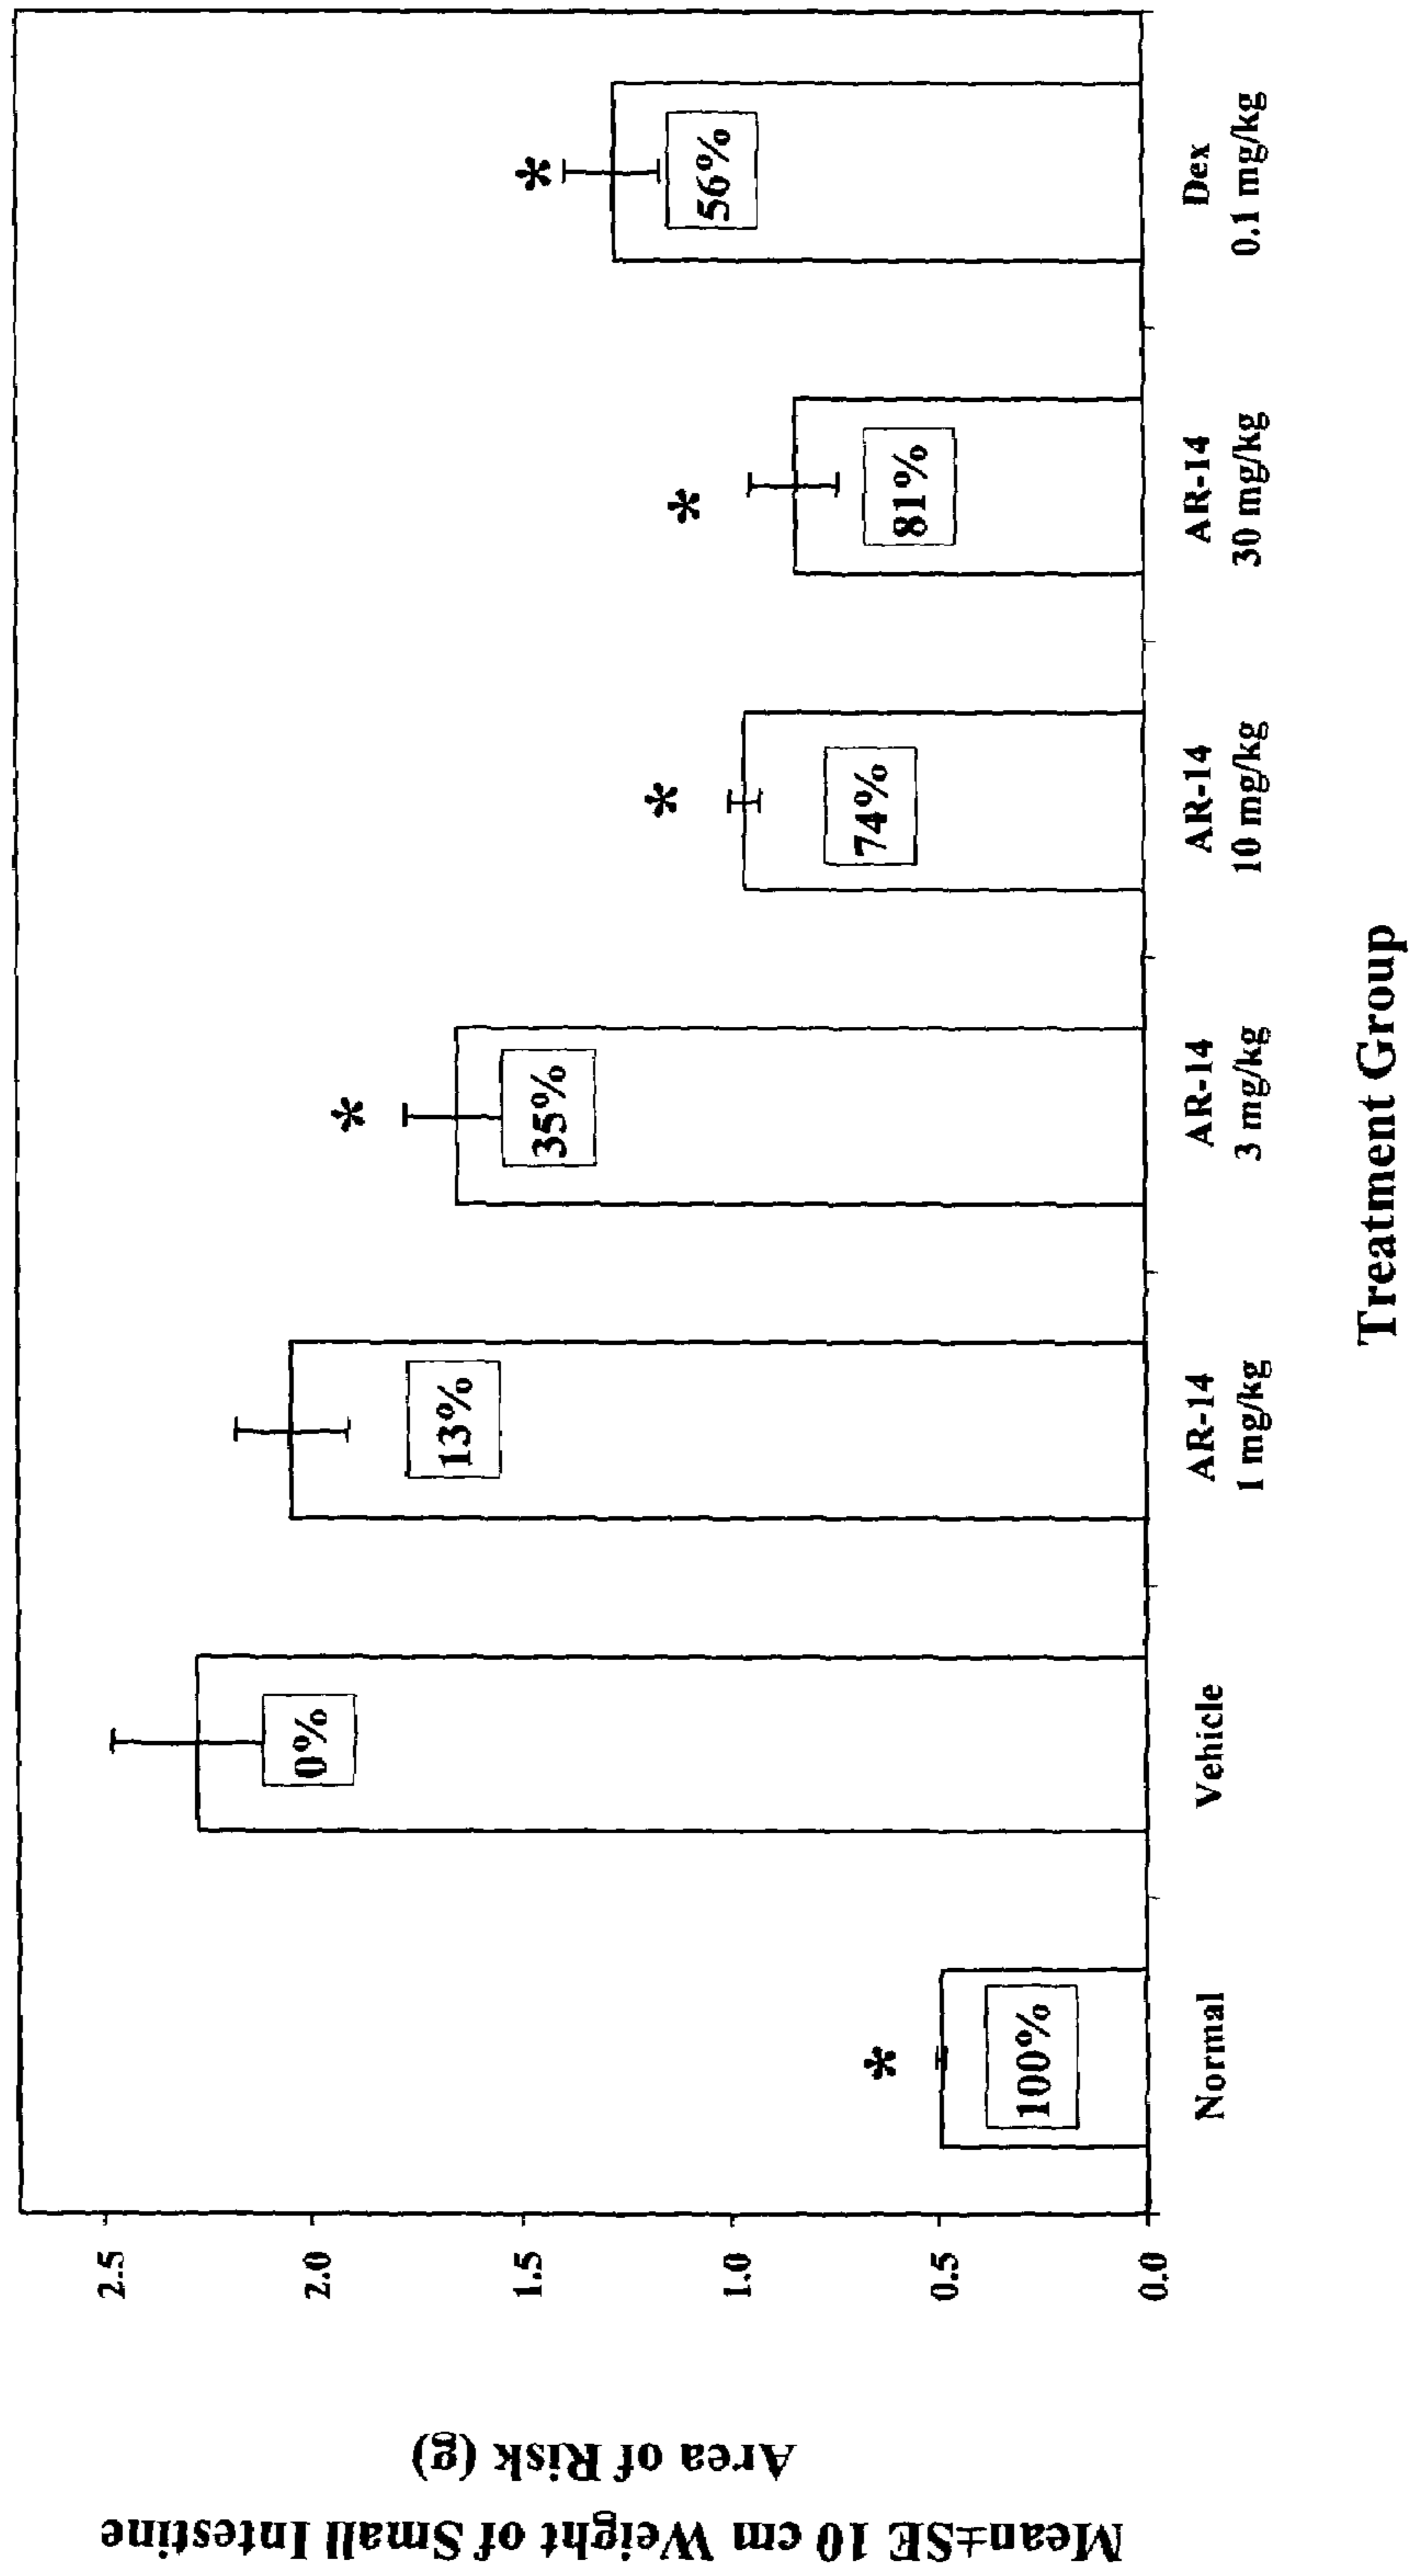 Mean±SE 10 cm Weight of Small Intestine
Area of Risk (g)
2.5
2.0
1.5
1.0
0.5
0.0
*
100%
0%
13%
*
35%
*
74%
*
81%
*
56%
Normal
Vehicle
AR-14
1 mg/kg
AR-14
3 mg/kg
AR-14
10 mg/kg
AR-14
30 mg/kg
Dex
0.1 mg/kg
Treatment Group